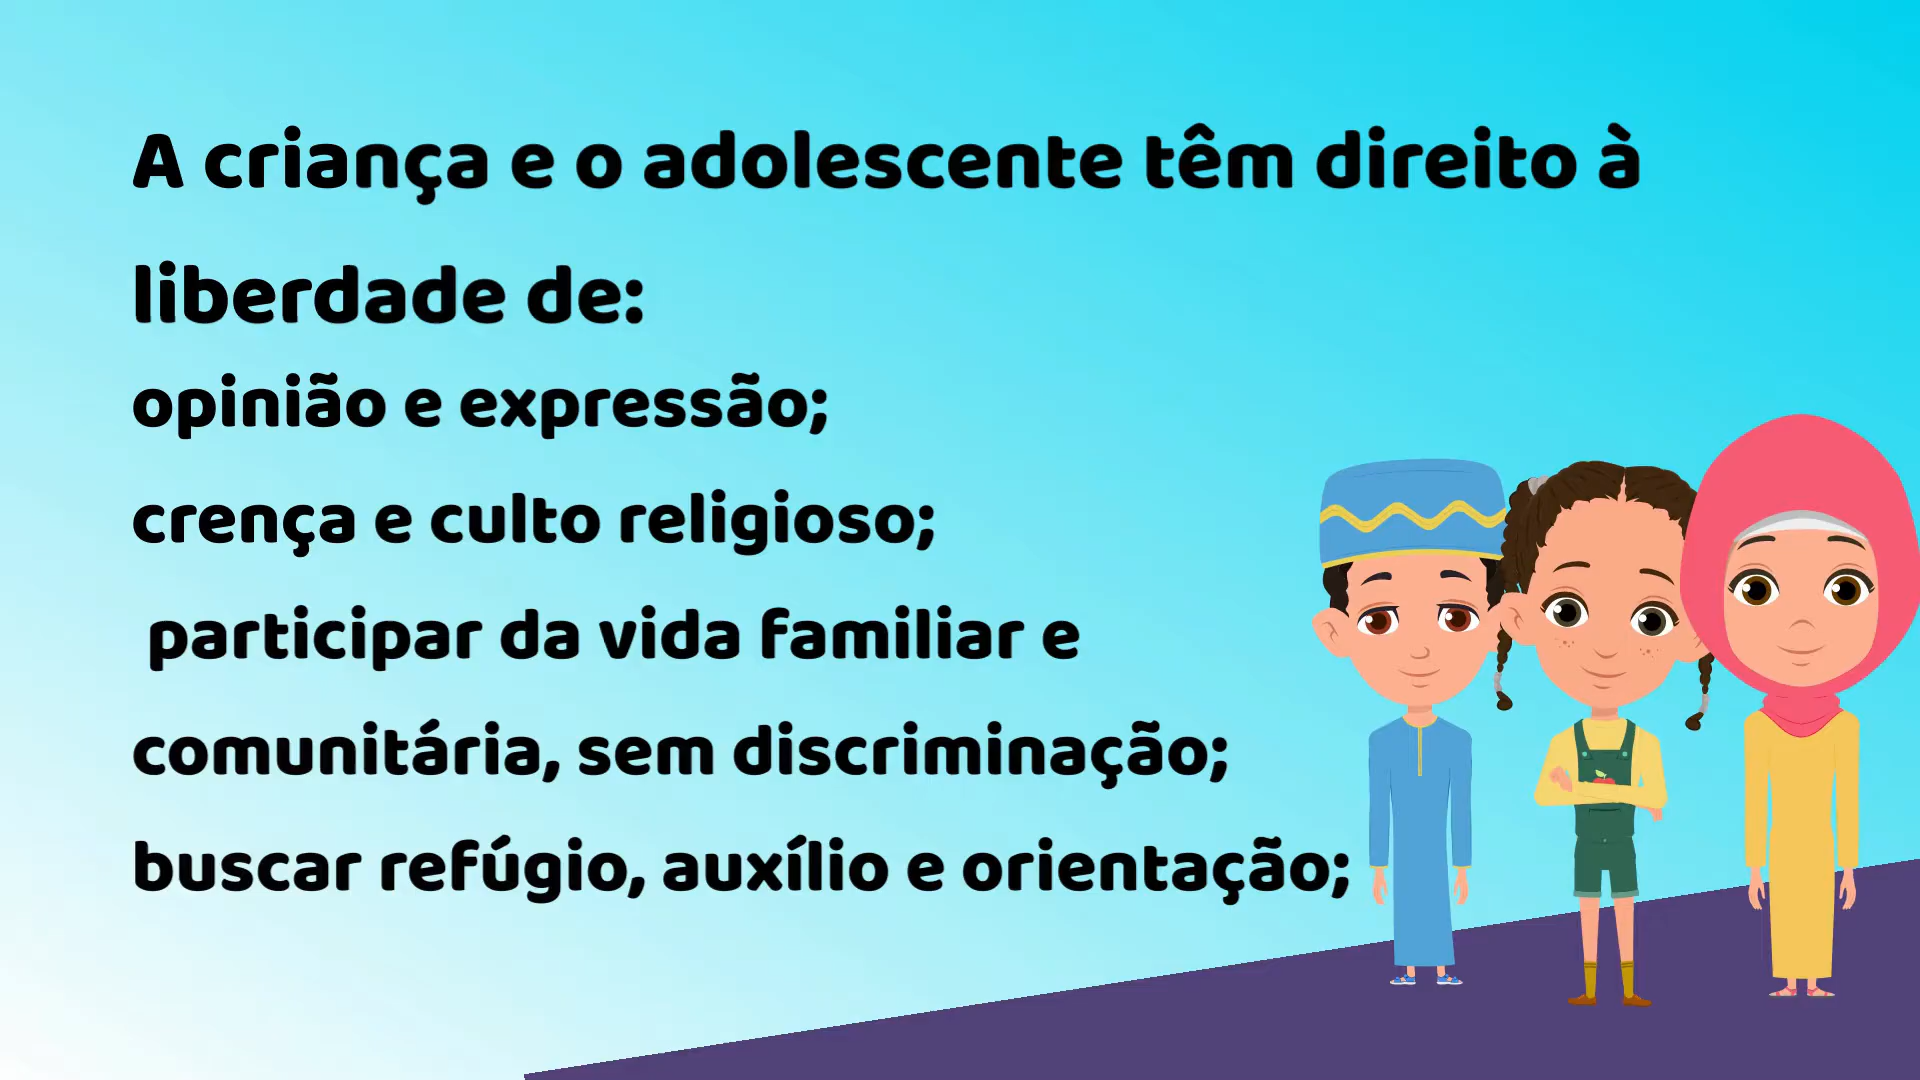 A criança e o adolescente têm direito à
liberdade de:
opinião e expressão;
crença e culto religioso;
participar da vida familiar e
comunitária, sem discriminação;
buscar refúgio, auxílio e orientação;